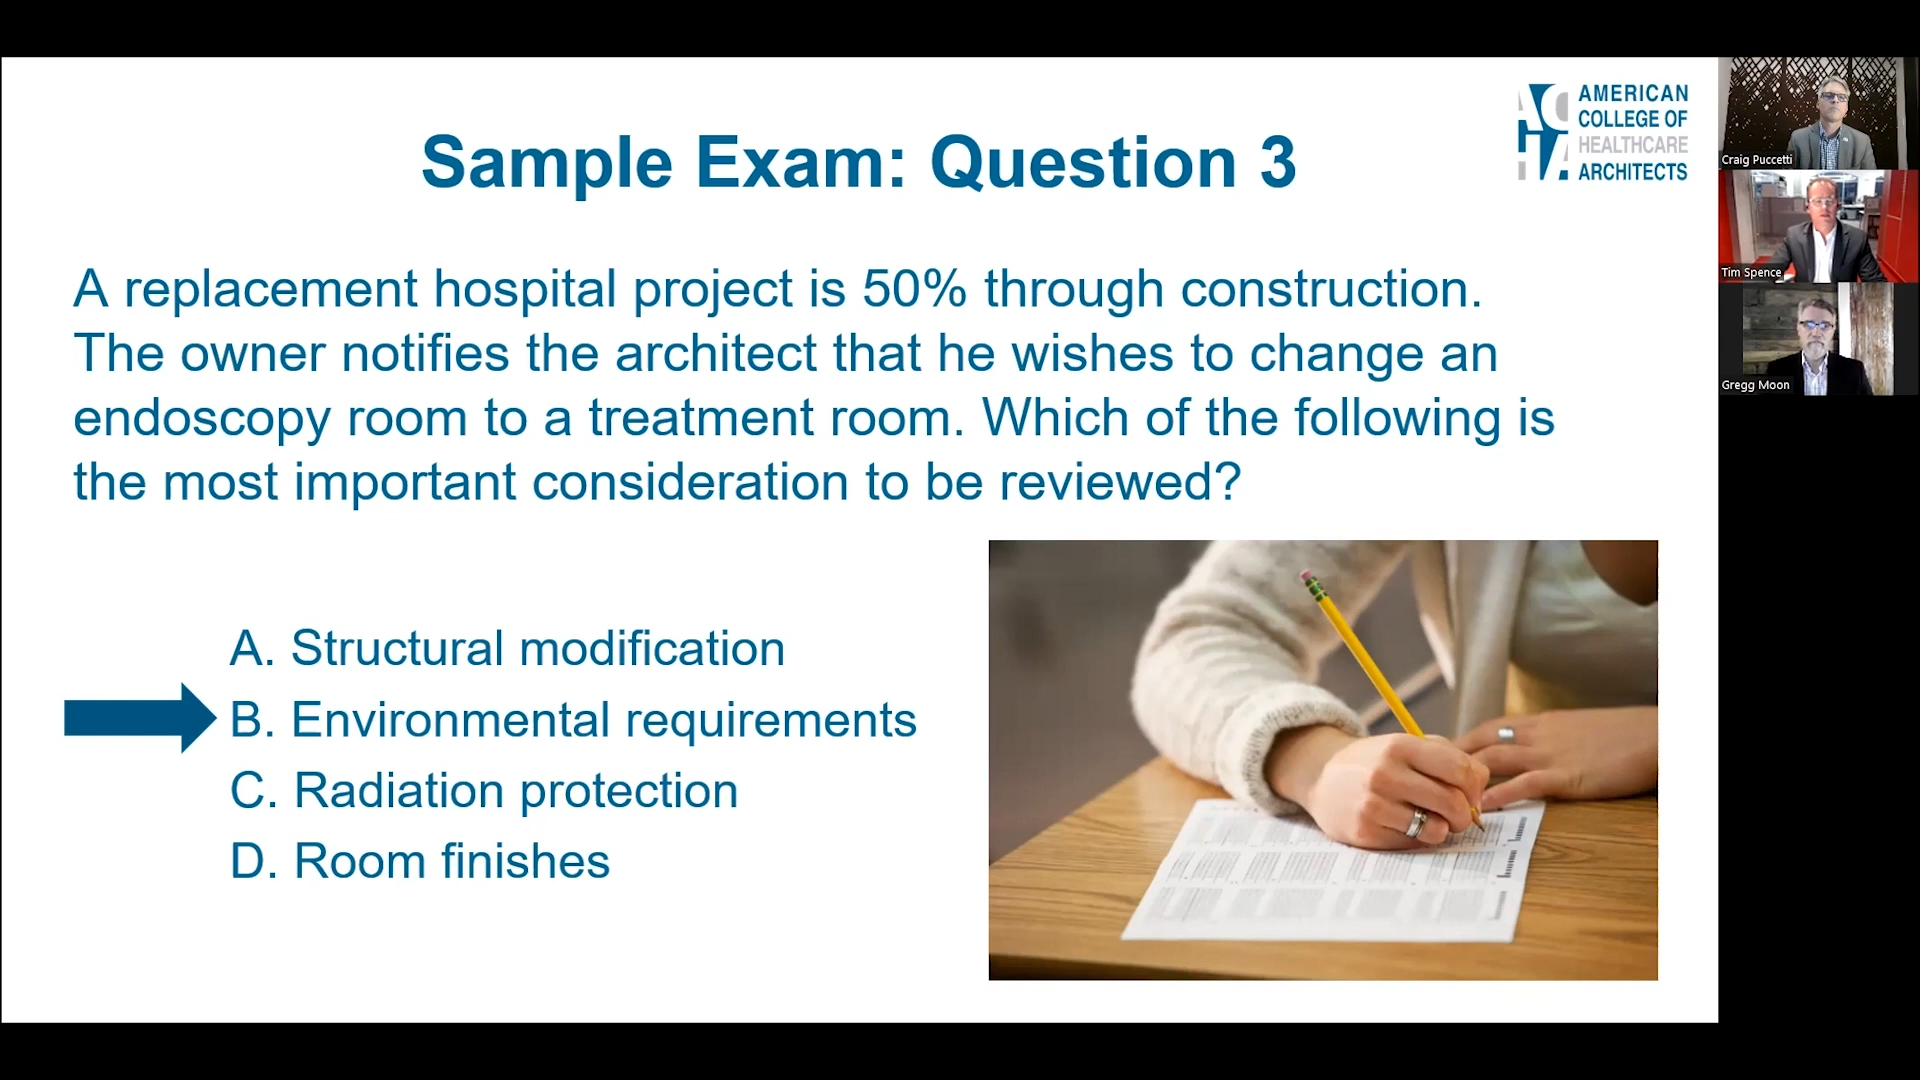 Sample Exam: Question 3
AMERICAN
COLLEGE OF
HEALTHCARE
ARCHITECTS
A replacement hospital project is 50% through construction.
The owner notifies the architect that he wishes to change an
endoscopy room to a treatment room. Which of the following is
the most important consideration to be reviewed?
A. Structural modification
B. Environmental requirements
C. Radiation protection
D. Room finishes
Craig Puccetti
Tim Spence
Gregg Moon